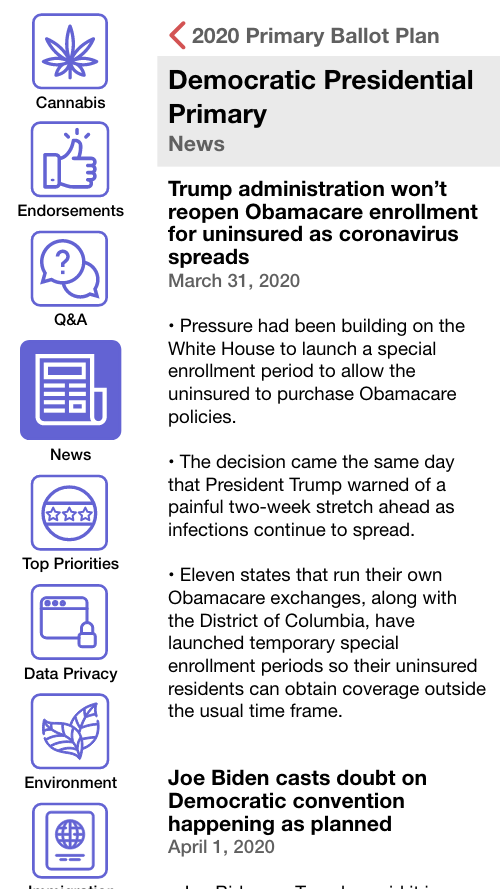 Cannabis
Endorsements
Q&A
News
Top Priorities
Data Privacy
Environment
2020 Primary Ballot Plan
Democratic Presidential
Primary
News
Trump administration won’t
reopen Obamacare enrollment
for uninsured as coronavirus
spreads
March 31, 2020
• Pressure had been building on the
White House to launch a special
enrollment period to allow the
uninsured to purchase Obamacare
policies.
• The decision came the same day
that President Trump warned of a
painful two-week stretch ahead as
infections continue to spread.
• Eleven states that run their own
Obamacare exchanges, along with
the District of Columbia, have
launched temporary special
enrollment periods so their uninsured
residents can obtain coverage outside
the usual time frame.
Joe Biden casts doubt on
Democratic convention
happening as planned
April 1, 2020